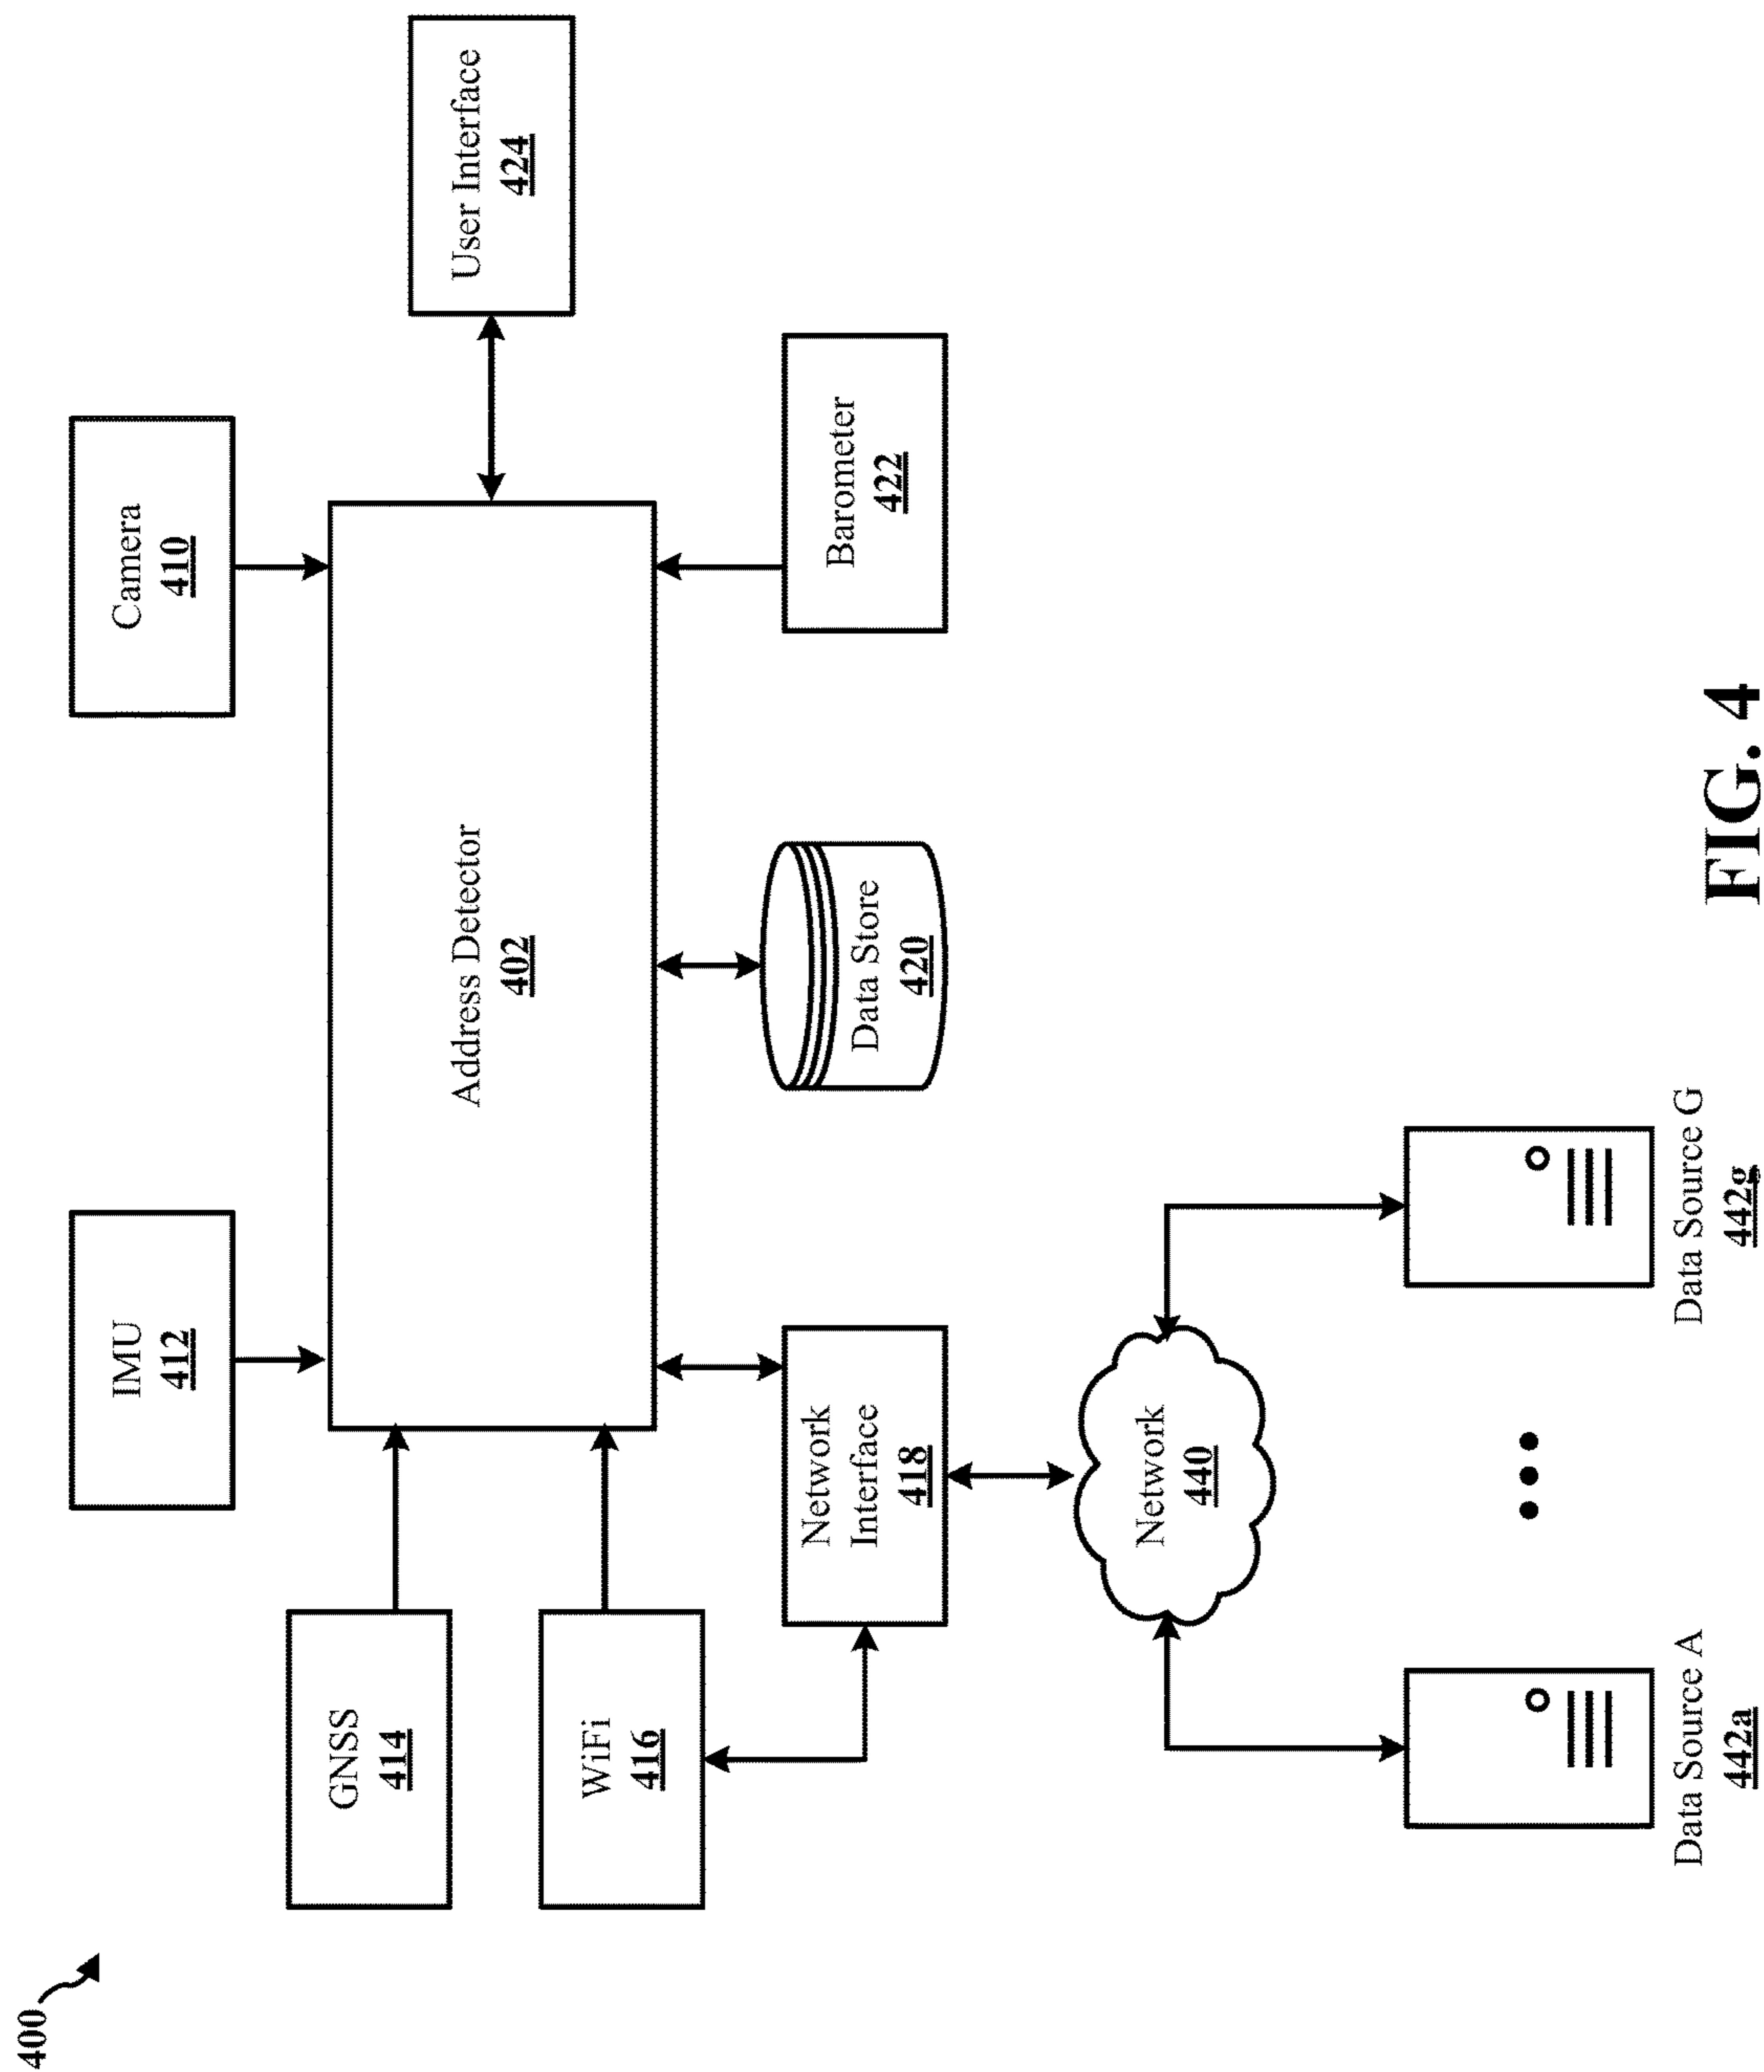 400
IMU
412
Camera
410
GNSS
414
WiFi
416
Address Detector
402
User Interface
424
Network
Interface
418
Data Store
420
Barometer
422
Network
440
Data Source A
442a
Data Source G
442g
FIG. 4